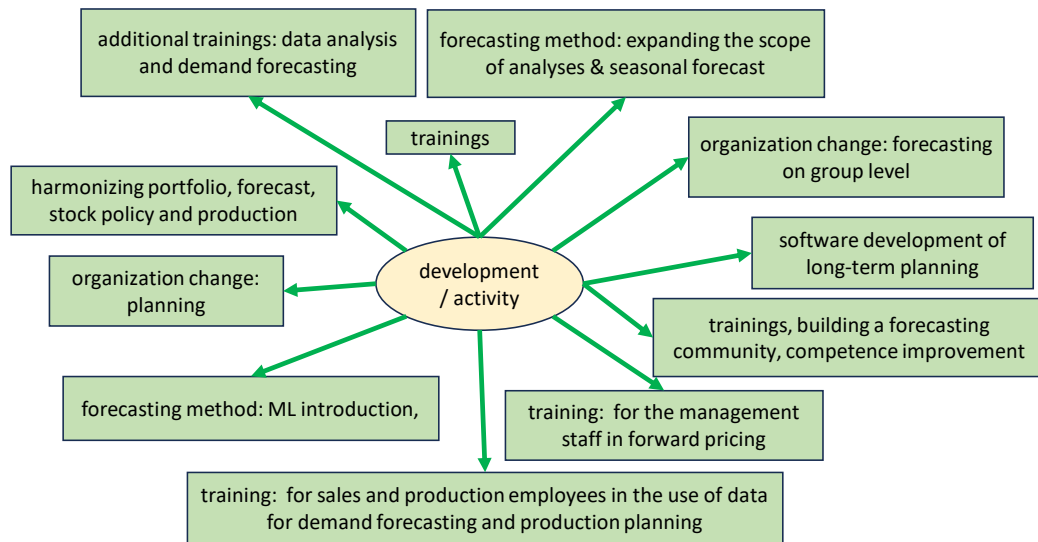 additional trainings: data analysis
and demand forecasting
forecasting method: expanding the scope
of analyses & seasonal forecast
trainings
organization change: forecasting
on group level
harmonizing portfolio, forecast,
stock policy and production
software development of
long-term planning
development
/ activity
organization change:
planning
trainings, building a forecasting
community, competence improvement
forecasting method: ML introduction,
training:  for the management
staff in forward pricing
training:  for sales and production employees in the use of data
for demand forecasting and production planning